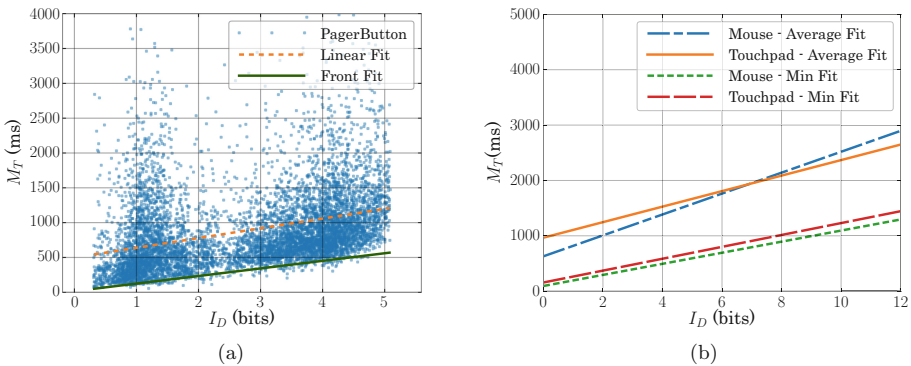 4000
3500
3000
2500
2000
1500
1000
500
0
M_T (ms)
PagerButton
Linear Fit
Front Fit
0 1 2 3 4 5
I_D (bits)
(a)
5000
4000
3000
2000
1000
0
M_T(ms)
Mouse - Average Fit
Touchpad - Average Fit
Mouse - Min Fit
Touchpad - Min Fit
0 2 4 6 8 10 12
I_D (bits)
(b)